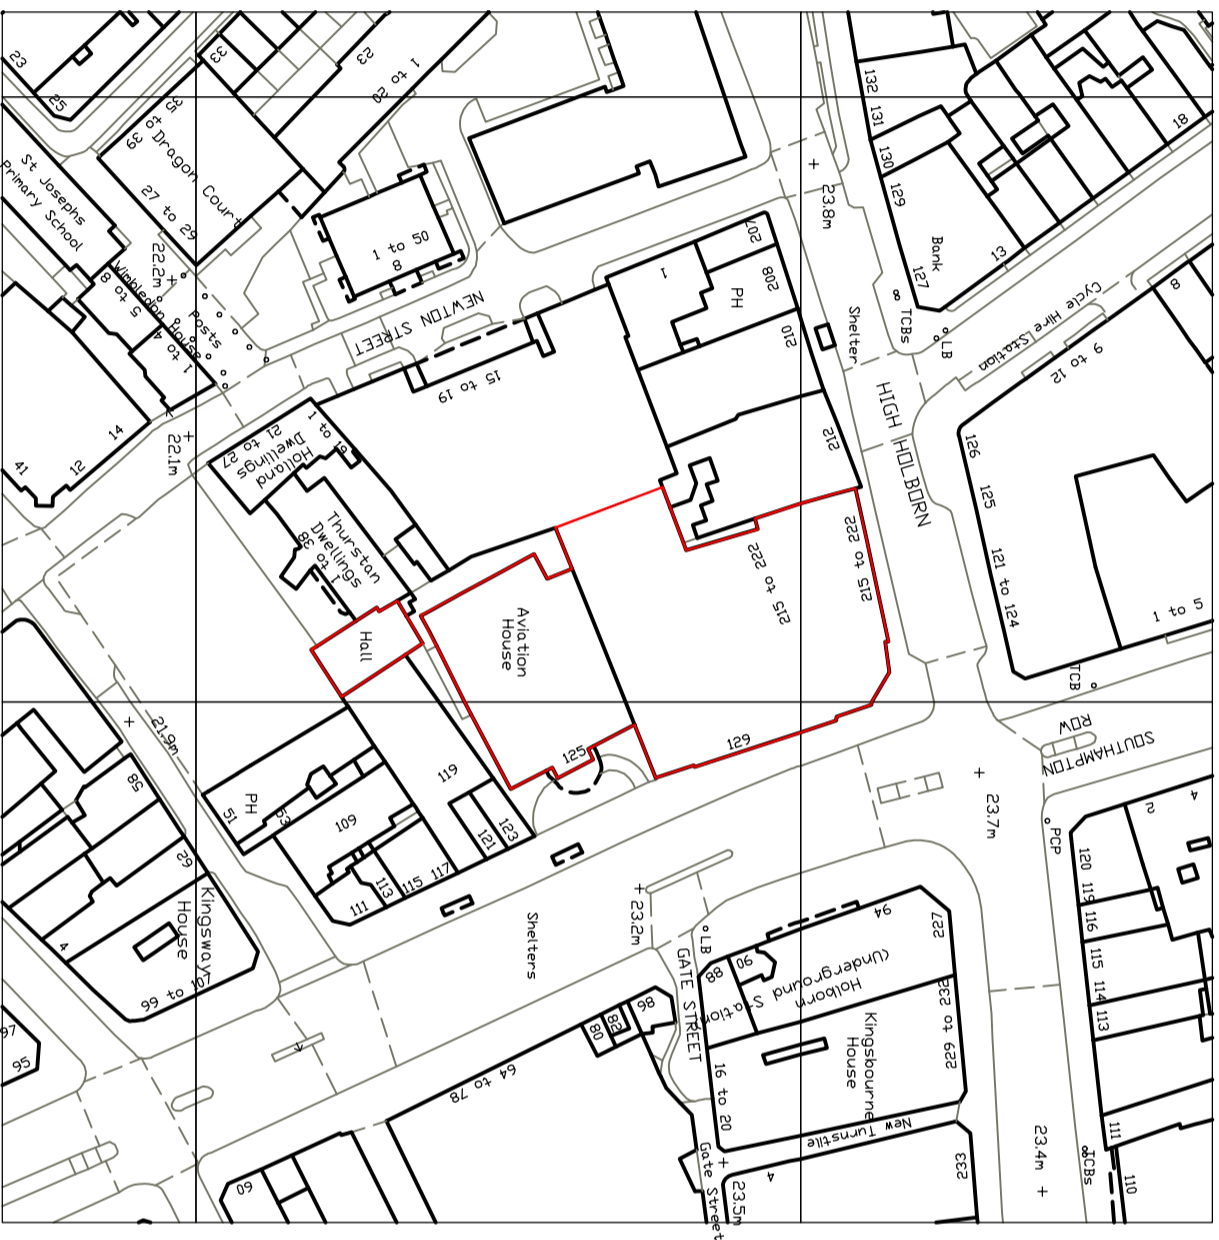 23
25
33
23
1 to 20
35
to
39
Dragon Court
27 to 29
St Josephs
Primary School
22.2m
Wimbledon House
5 to 8
1 to 4
Posts
14
12
41
22.1m
1 to 50
8
NEWTON STREET
15 to 19
21 to
27
Holland
Dwellings
1 to 19
Thurstan
Dwellings
1 to 38
Hall
Aviation
House
125
129
215 to 222
215 to 222
1
207
208
PH
210
212
Shelter
23.8m
HIGH HOLBORN
132
131
130
129
127
Bank
13
18
TCBs
LB
Cycle Hire Station
8
9 to 12
126
125
121 to 124
1 to 5
TCB
SOUTHAMPTON
ROW
21.9m
58
PH
51
53
109
111
113
115
117
119
121
123
Shelters
23.2m
62
Kingsway
House
4
99 to 107
97
95
60
64 to 78
80
82
86
GATE STREET
LB
88
90
94
227
Holborn
(Underground Station
232 to 229
Kingsbourne
House
16 to 20
New Turnstile
Gate Street
4
23.5m
233
23.7m
PCP
2
4
120
119
116
115
114
113
111
110
TCBs
23.4m